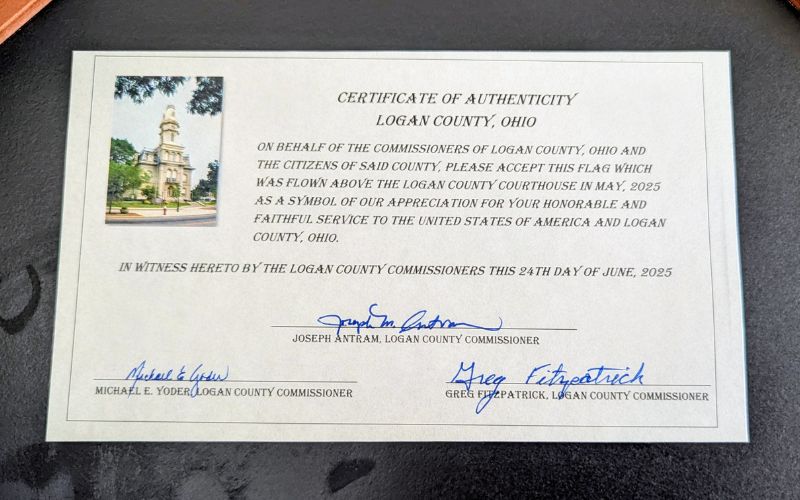 CERTIFICATE OF AUTHENTICITY
LOGAN COUNTY, OHIO
ON BEHALF OF THE COMMISSIONERS OF LOGAN COUNTY, OHIO AND
THE CITIZENS OF SAID COUNTY, PLEASE ACCEPT THIS FLAG WHICH
WAS FLOWN ABOVE THE LOGAN COUNTY COURTHOUSE IN MAY, 2025
AS A SYMBOL OF OUR APPRECIATION FOR YOUR HONORABLE AND
FAITHFUL SERVICE TO THE UNITED STATES OF AMERICA AND LOGAN
COUNTY, OHIO.
IN WITNESS HERETO BY THE LOGAN COUNTY COMMISSIONERS THIS 24TH DAY OF JUNE, 2025
Joseph M. Antram
JOSEPH ANTRAM, LOGAN COUNTY COMMISSIONER
Michael E Yoder
MICHAEL E. YODER, LOGAN COUNTY COMMISSIONER
Greg Fitzpatrick
GREG FITZPATRICK, LOGAN COUNTY COMMISSIONER